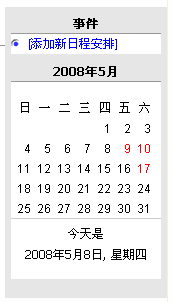 事件
[添加新日程安排]
2008年5月
日 一 二 三 四 五 六
1 2 3
4 5 6 7 8 9 10
11 12 13 14 15 16 17
18 19 20 21 22 23 24
25 26 27 28 29 30 31
今天是
2008年5月8日, 星期四